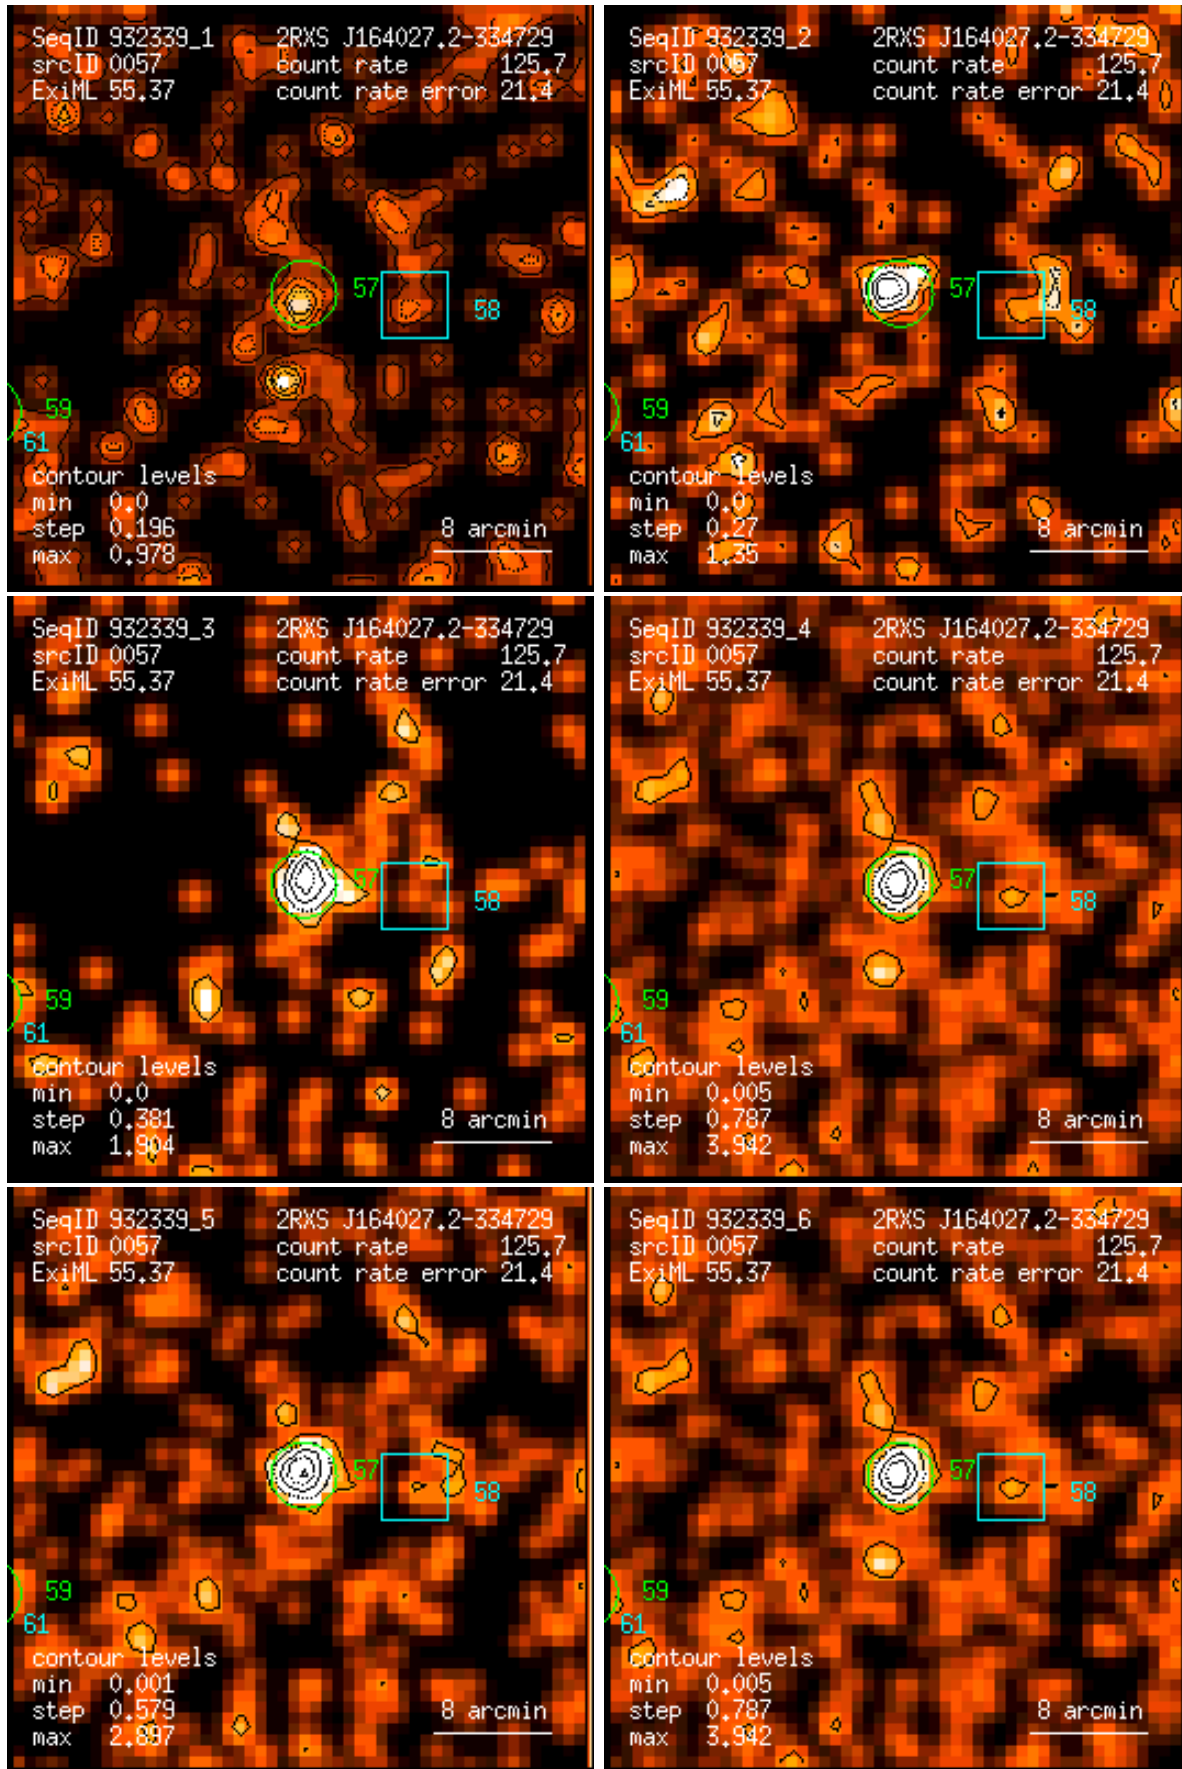 SeqID 932339_1 2RXS J164027.2-334729
srcID 0057 count rate 125.7
ExiML 55.37 count rate error 21.4
57
58
59
61
contour levels
min 0.0
step 0.196 8 arcmin
max 0.978
SeqID 932339_2 2RXS J164027.2-334729
srcID 0057 count rate 125.7
ExiML 55.37 count rate error 21.4
57
58
59
61
contour levels
min 0.0
step 0.27 8 arcmin
max 1.35
SeqID 932339_3 2RXS J164027.2-334729
srcID 0057 count rate 125.7
ExiML 55.37 count rate error 21.4
57
58
59
61
contour levels
min 0.0
step 0.381 8 arcmin
max 1.904
SeqID 932339_4 2RXS J164027.2-334729
srcID 0057 count rate 125.7
ExiML 55.37 count rate error 21.4
57
58
59
61
contour levels
min 0.005
step 0.787 8 arcmin
max 3.942
SeqID 932339_5 2RXS J164027.2-334729
srcID 0057 count rate 125.7
ExiML 55.37 count rate error 21.4
57
58
59
61
contour levels
min 0.001
step 0.579 8 arcmin
max 2.897
SeqID 932339_6 2RXS J164027.2-334729
srcID 0057 count rate 125.7
ExiML 55.37 count rate error 21.4
57
58
59
61
contour levels
min 0.005
step 0.787 8 arcmin
max 3.942